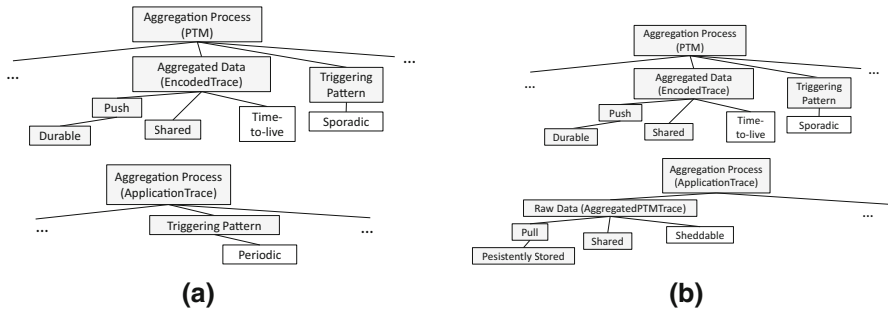 Aggregation Process
(PTM)
...
...
Aggregated Data
(EncodedTrace)
Triggering
Pattern
Push
Durable
Shared
Time-
to-live
Sporadic
Aggregation Process
(ApplicationTrace)
...
...
Triggering Pattern
Periodic
(a)
Aggregation Process
(PTM)
...
...
Aggregated Data
(EncodedTrace)
Triggering
Pattern
Push
Durable
Shared
Time-
to-live
Sporadic
Aggregation Process
(ApplicationTrace)
Raw Data (AggregatedPTMTrace)
...
Pull
Shared
Sheddable
Pesistently Stored
(b)